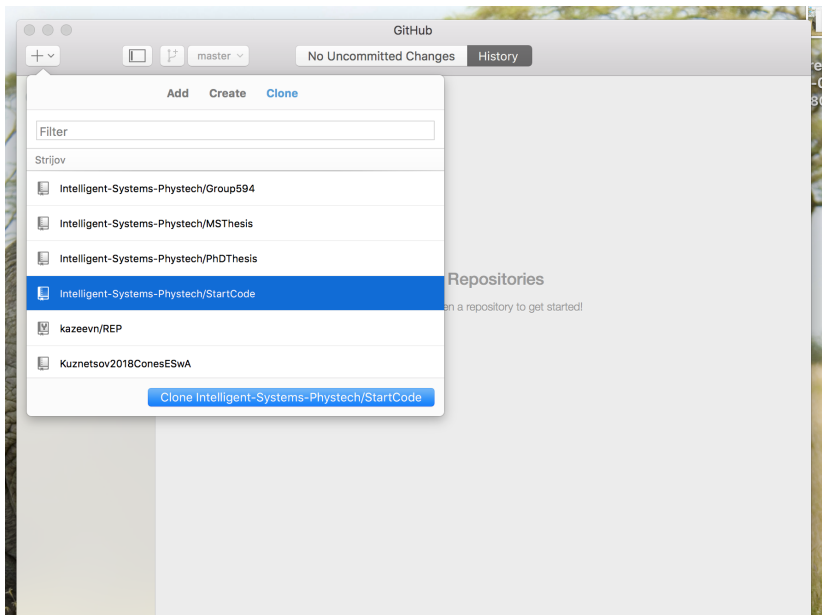 GitHub
master
No Uncommitted Changes
History
Add Create Clone
Filter
Strijov
Intelligent-Systems-Phystech/Group594
Intelligent-Systems-Phystech/MSThesis
Intelligent-Systems-Phystech/PhDThesis
Repositories
Intelligent-Systems-Phystech/StartCode
a repository to get started!
kazeevn/REP
Kuznetsov2018ConesESwA
Clone Intelligent-Systems-Phystech/StartCode